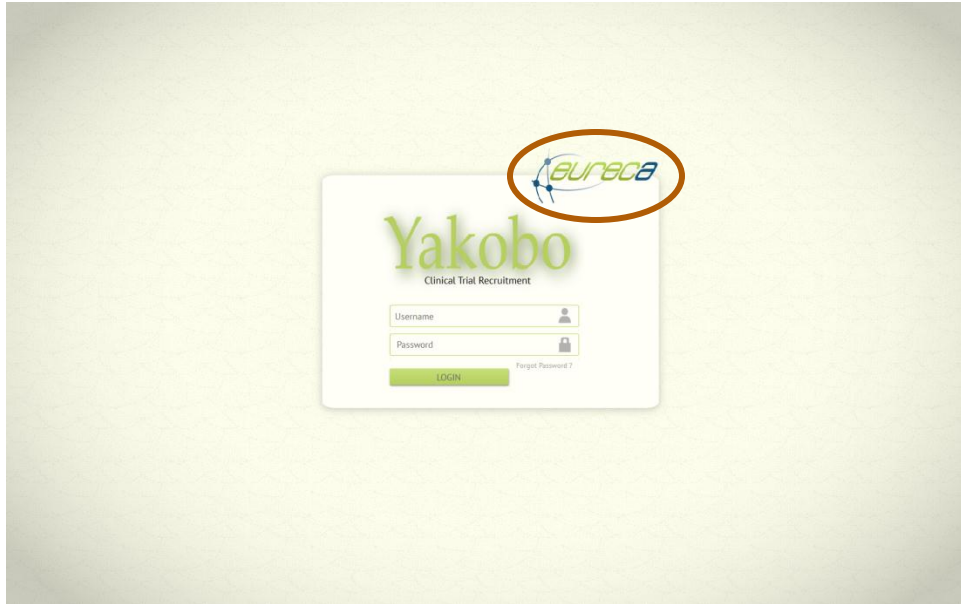 eureca
Yakobo
Clinical Trial Recruitment
Username
Password
Forgot Password ?
LOGIN